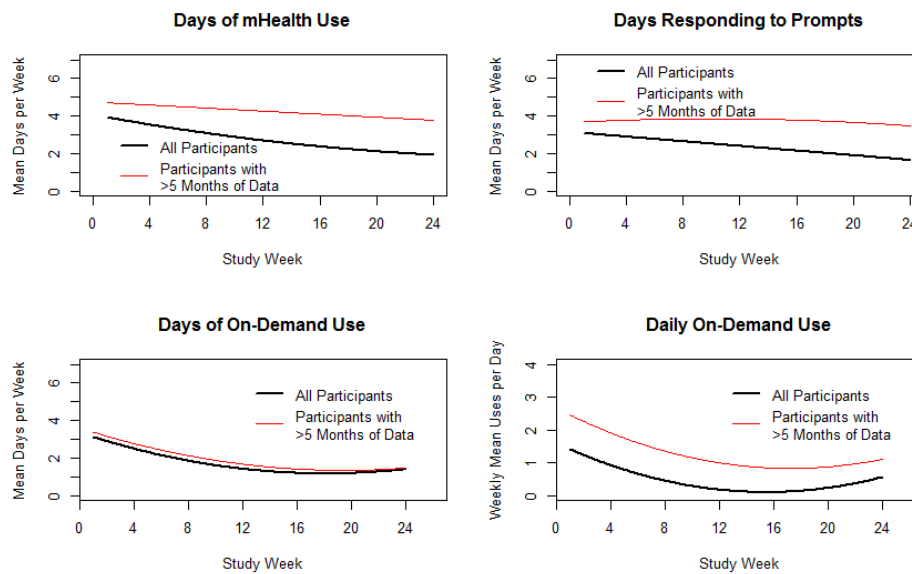 Days of mHealth Use
Mean Days per Week
6
4
2
0
All Participants
Participants with
>5 Months of Data
0 4 8 12 16 20 24
Study Week
Days Responding to Prompts
Mean Days per Week
6
4
2
0
All Participants
Participants with
>5 Months of Data
0 4 8 12 16 20 24
Study Week
Days of On-Demand Use
Mean Days per Week
6
4
2
0
All Participants
Participants with
>5 Months of Data
0 4 8 12 16 20 24
Study Week
Daily On-Demand Use
Weekly Mean Uses per Day
4
3
2
1
0
All Participants
Participants with
>5 Months of Data
0 4 8 12 16 20 24
Study Week